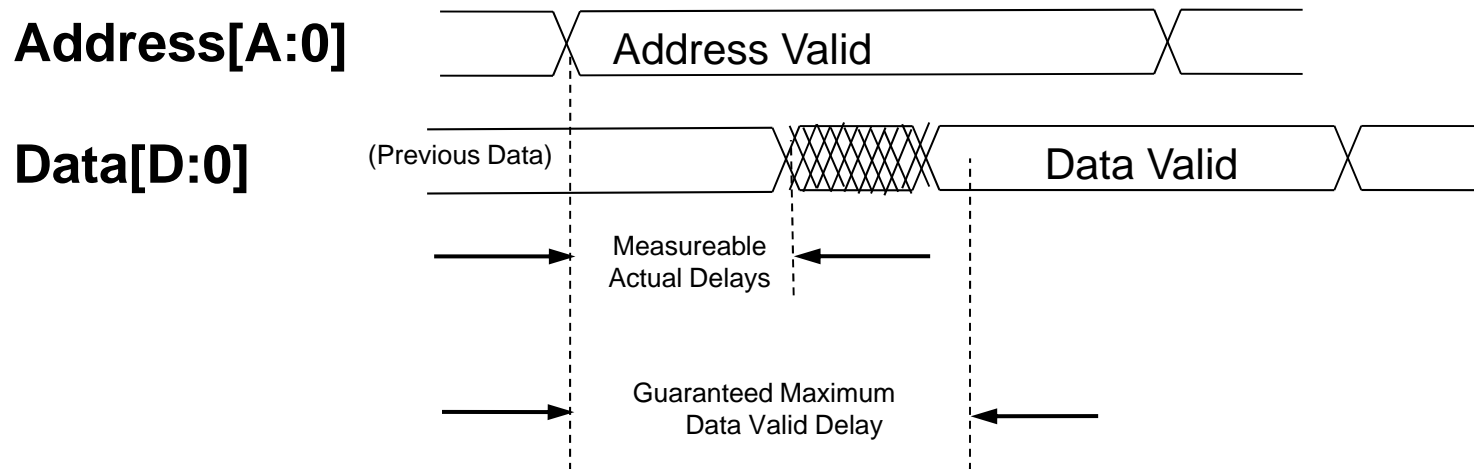 Address[A:0]
Address Valid
Data[D:0]
(Previous Data)
Data Valid
Measureable
Actual Delays
Guaranteed Maximum
Data Valid Delay